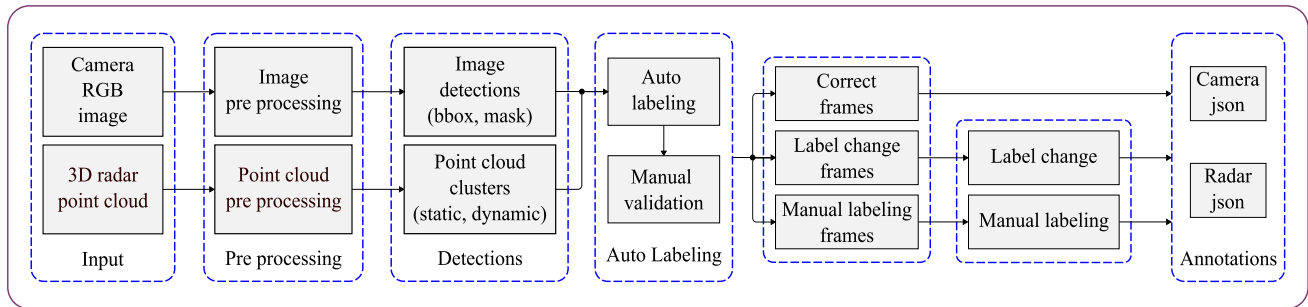 Camera
RGB
image
3D radar
point cloud
Input
Image
pre processing
Point cloud
pre processing
Pre processing
Image
detections
(bbox, mask)
Point cloud
clusters
(static, dynamic)
Detections
Auto
labeling
Manual
validation
Auto Labeling
Correct
frames
Label change
frames
Manual labeling
frames
Label change
Manual labeling
Camera
json
Radar
json
Annotations